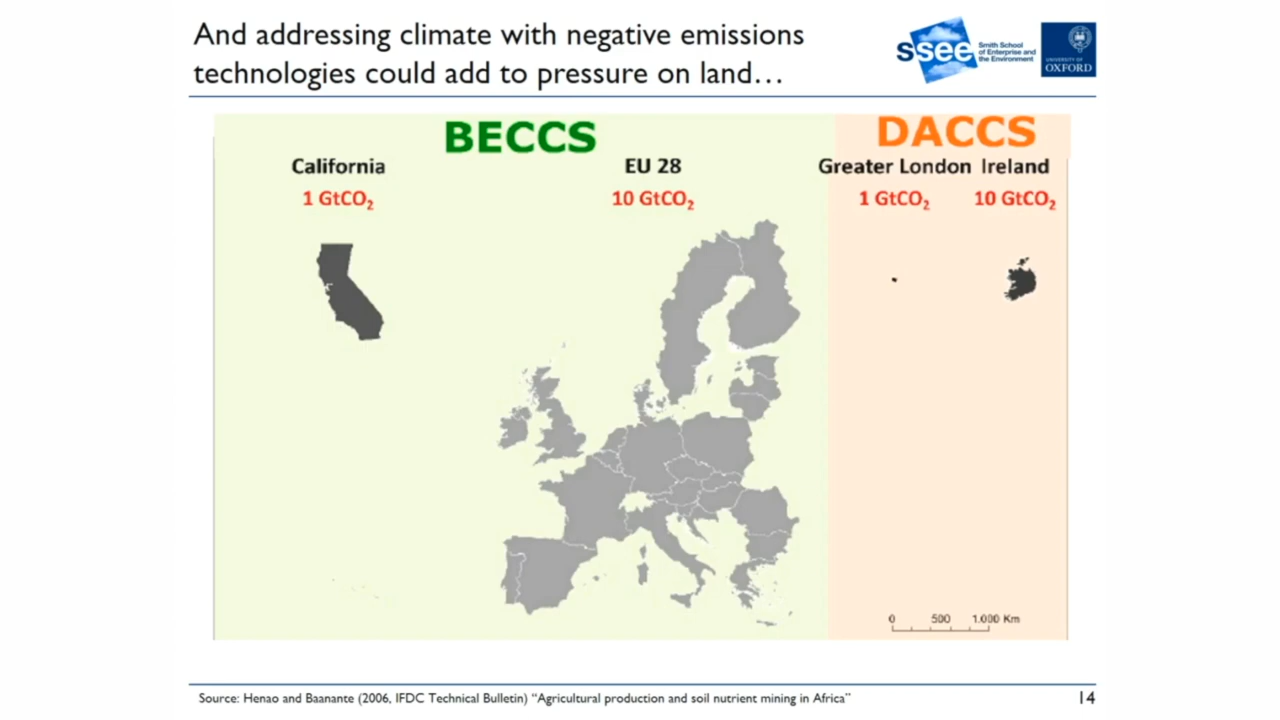 And addressing climate with negative emissions
technologies could add to pressure on land…
ssee
Smith School
of Enterprise and
the Environment
UNIVERSITY OF
OXFORD
BECCS
DACCS
California
EU 28
Greater London
Ireland
1 GtCO₂
10 GtCO₂
1 GtCO₂
10 GtCO₂
0 500 1.000 Km
Source: Henao and Baanante (2006, IFDC Technical Bulletin) “Agricultural production and soil nutrient mining in Africa”
14